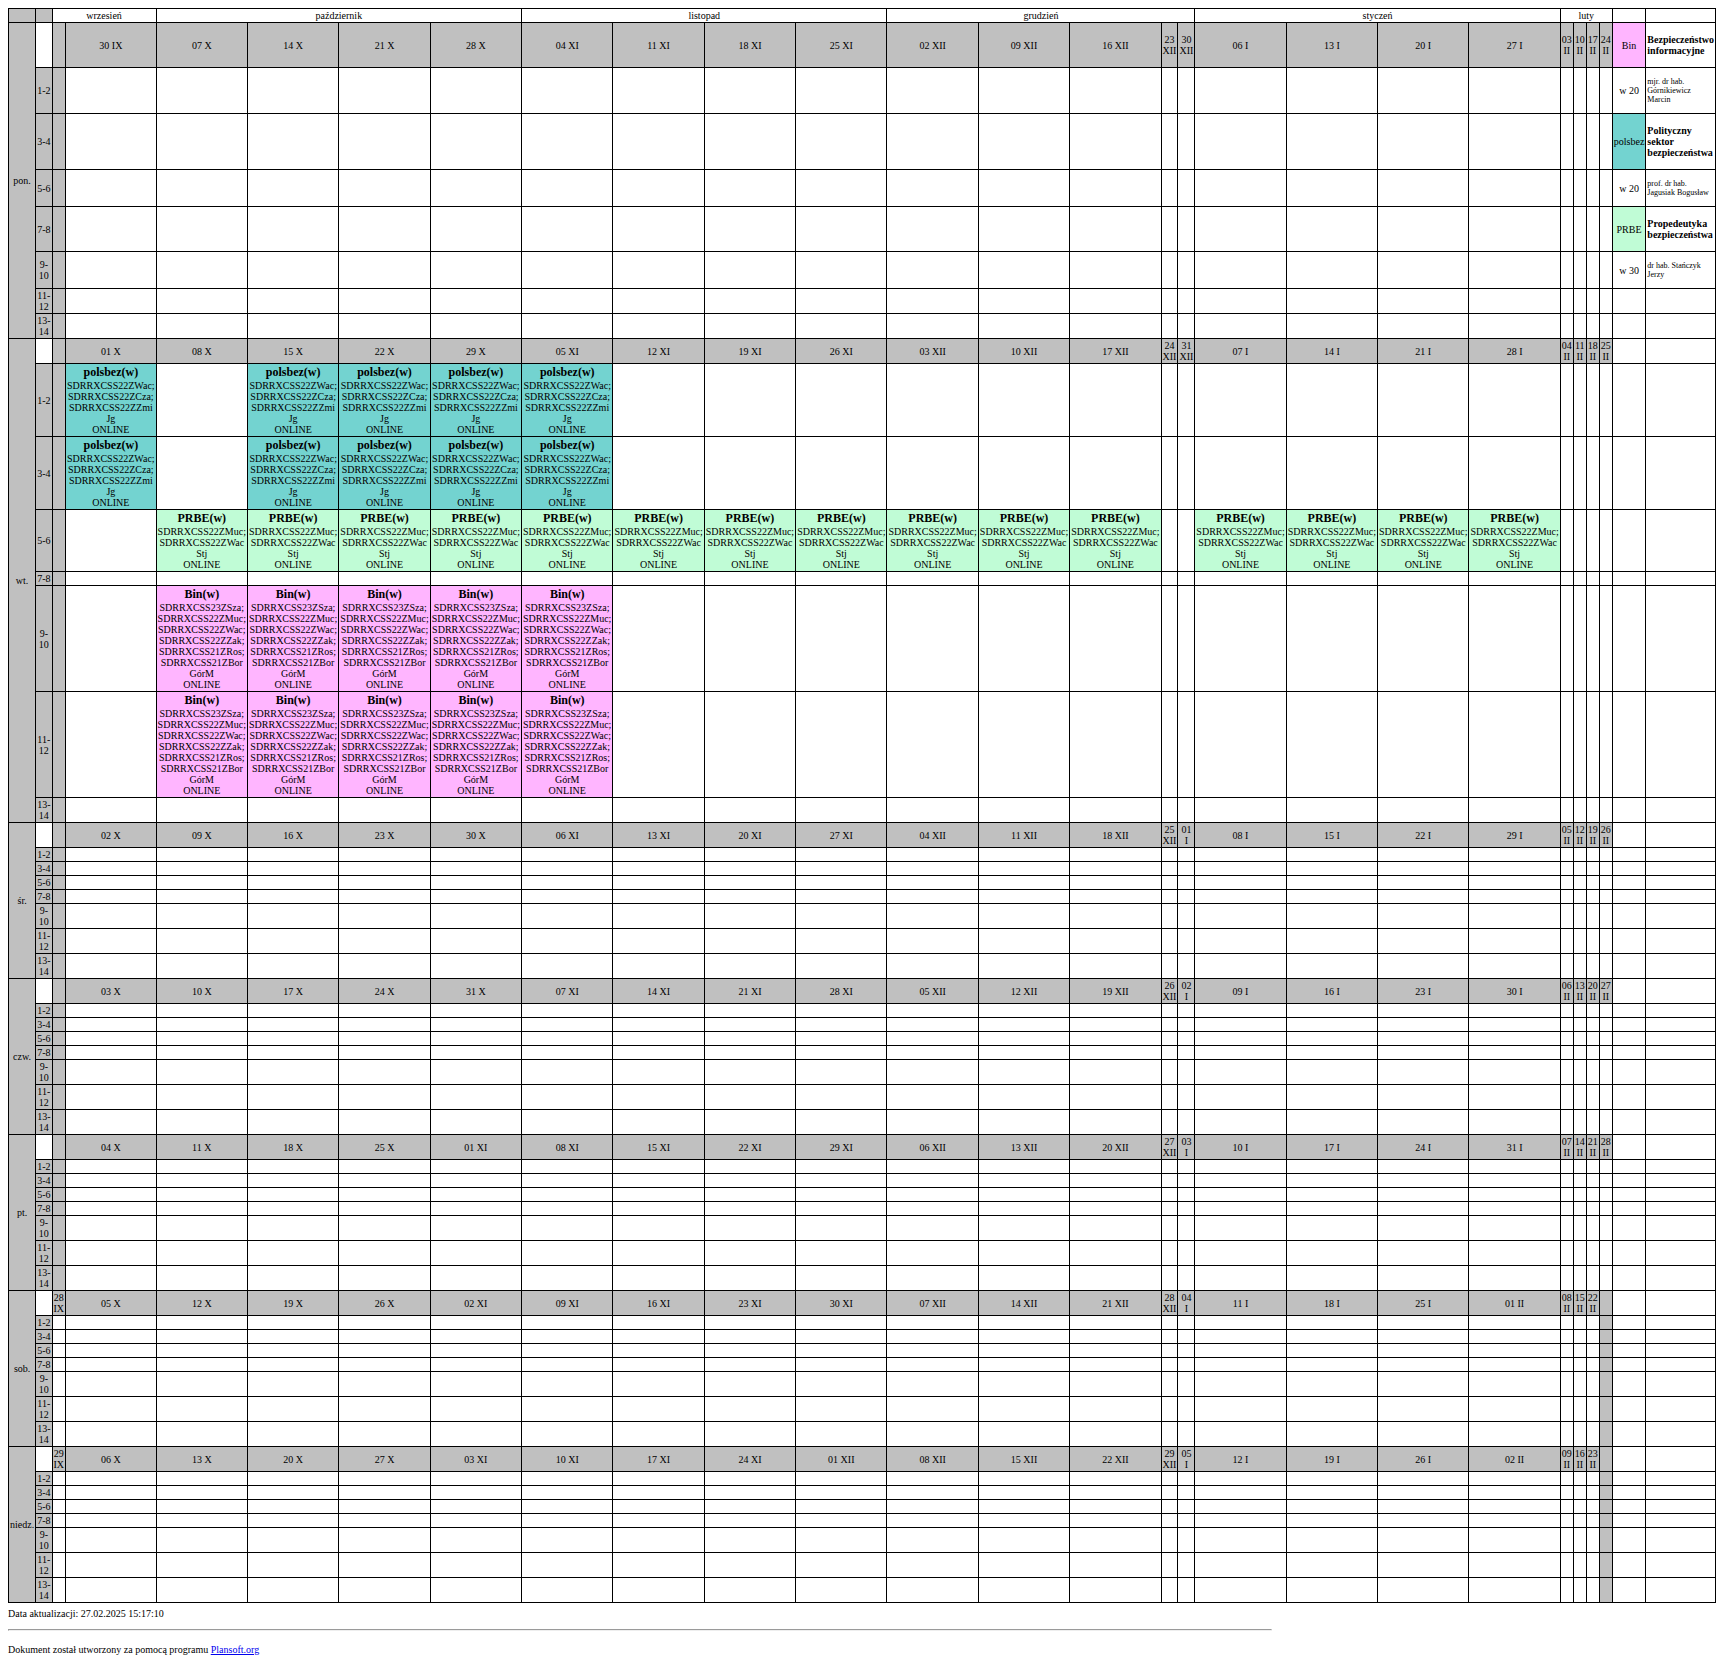 wrzesień październik listopad grudzień styczeń luty
pon. 30 IX 07 X 14 X 21 X 28 X 04 XI 11 XI 18 XI 25 XI 02 XII 09 XII 16 XII 23 XII 30 XII 06 I 13 I 20 I 27 I 03 II 10 II 17 II 24 II Bin Bezpieczeństwo informacyjne
1-2 w 20 mjr. dr hab. Górnikiewicz Marcin
3-4 polsbez Polityczny sektor bezpieczeństwa
5-6 w 20 prof. dr hab. Jagusiak Bogusław
7-8 PRBE Propedeutyka bezpieczeństwa
9-10 w 30 dr hab. Stańczyk Jerzy
11-12
13-14
wt. 01 X 08 X 15 X 22 X 29 X 05 XI 12 XI 19 XI 26 XI 03 XII 10 XII 17 XII 24 XII 31 XII 07 I 14 I 21 I 28 I 04 II 11 II 18 II 25 II
1-2
polsbez(w) polsbez(w) polsbez(w) polsbez(w) polsbez(w)
SDRRXCSS22ZWac; SDRRXCSS22ZWac; SDRRXCSS22ZWac; SDRRXCSS22ZWac; SDRRXCSS22ZWac;
SDRRXCSS22ZCza; SDRRXCSS22ZCza; SDRRXCSS22ZCza; SDRRXCSS22ZCza; SDRRXCSS22ZCza;
SDRRXCSS22ZZmi SDRRXCSS22ZZmi SDRRXCSS22ZZmi SDRRXCSS22ZZmi SDRRXCSS22ZZmi
Jg Jg Jg Jg Jg
ONLINE ONLINE ONLINE ONLINE ONLINE
3-4
polsbez(w) polsbez(w) polsbez(w) polsbez(w) polsbez(w)
SDRRXCSS22ZWac; SDRRXCSS22ZWac; SDRRXCSS22ZWac; SDRRXCSS22ZWac; SDRRXCSS22ZWac;
SDRRXCSS22ZCza; SDRRXCSS22ZCza; SDRRXCSS22ZCza; SDRRXCSS22ZCza; SDRRXCSS22ZCza;
SDRRXCSS22ZZmi SDRRXCSS22ZZmi SDRRXCSS22ZZmi SDRRXCSS22ZZmi SDRRXCSS22ZZmi
Jg Jg Jg Jg Jg
ONLINE ONLINE ONLINE ONLINE ONLINE
5-6
PRBE(w) PRBE(w) PRBE(w) PRBE(w) PRBE(w) PRBE(w) PRBE(w) PRBE(w) PRBE(w) PRBE(w) PRBE(w) PRBE(w) PRBE(w) PRBE(w) PRBE(w)
SDRRXCSS22ZMuc; SDRRXCSS22ZMuc; SDRRXCSS22ZMuc; SDRRXCSS22ZMuc; SDRRXCSS22ZMuc; SDRRXCSS22ZMuc; SDRRXCSS22ZMuc; SDRRXCSS22ZMuc; SDRRXCSS22ZMuc; SDRRXCSS22ZMuc; SDRRXCSS22ZMuc; SDRRXCSS22ZMuc; SDRRXCSS22ZMuc; SDRRXCSS22ZMuc; SDRRXCSS22ZMuc;
SDRRXCSS22ZWac SDRRXCSS22ZWac SDRRXCSS22ZWac SDRRXCSS22ZWac SDRRXCSS22ZWac SDRRXCSS22ZWac SDRRXCSS22ZWac SDRRXCSS22ZWac SDRRXCSS22ZWac SDRRXCSS22ZWac SDRRXCSS22ZWac SDRRXCSS22ZWac SDRRXCSS22ZWac SDRRXCSS22ZWac SDRRXCSS22ZWac
Stj Stj Stj Stj Stj Stj Stj Stj Stj Stj Stj Stj Stj Stj Stj
ONLINE ONLINE ONLINE ONLINE ONLINE ONLINE ONLINE ONLINE ONLINE ONLINE ONLINE ONLINE ONLINE ONLINE ONLINE
7-8
9-10
Bin(w) Bin(w) Bin(w) Bin(w) Bin(w)
SDRRXCSS23ZSza; SDRRXCSS23ZSza; SDRRXCSS23ZSza; SDRRXCSS23ZSza; SDRRXCSS23ZSza;
SDRRXCSS22ZMuc; SDRRXCSS22ZMuc; SDRRXCSS22ZMuc; SDRRXCSS22ZMuc; SDRRXCSS22ZMuc;
SDRRXCSS22ZWac; SDRRXCSS22ZWac; SDRRXCSS22ZWac; SDRRXCSS22ZWac; SDRRXCSS22ZWac;
SDRRXCSS22ZZak; SDRRXCSS22ZZak; SDRRXCSS22ZZak; SDRRXCSS22ZZak; SDRRXCSS22ZZak;
SDRRXCSS21ZRos; SDRRXCSS21ZRos; SDRRXCSS21ZRos; SDRRXCSS21ZRos; SDRRXCSS21ZRos;
SDRRXCSS21ZBor SDRRXCSS21ZBor SDRRXCSS21ZBor SDRRXCSS21ZBor SDRRXCSS21ZBor
GórM GórM GórM GórM GórM
ONLINE ONLINE ONLINE ONLINE ONLINE
11-12
Bin(w) Bin(w) Bin(w) Bin(w) Bin(w)
SDRRXCSS23ZSza; SDRRXCSS23ZSza; SDRRXCSS23ZSza; SDRRXCSS23ZSza; SDRRXCSS23ZSza;
SDRRXCSS22ZMuc; SDRRXCSS22ZMuc; SDRRXCSS22ZMuc; SDRRXCSS22ZMuc; SDRRXCSS22ZMuc;
SDRRXCSS22ZWac; SDRRXCSS22ZWac; SDRRXCSS22ZWac; SDRRXCSS22ZWac; SDRRXCSS22ZWac;
SDRRXCSS22ZZak; SDRRXCSS22ZZak; SDRRXCSS22ZZak; SDRRXCSS22ZZak; SDRRXCSS22ZZak;
SDRRXCSS21ZRos; SDRRXCSS21ZRos; SDRRXCSS21ZRos; SDRRXCSS21ZRos; SDRRXCSS21ZRos;
SDRRXCSS21ZBor SDRRXCSS21ZBor SDRRXCSS21ZBor SDRRXCSS21ZBor SDRRXCSS21ZBor
GórM GórM GórM GórM GórM
ONLINE ONLINE ONLINE ONLINE ONLINE
13-14
śr. 02 X 09 X 16 X 23 X 30 X 06 XI 13 XI 20 XI 27 XI 04 XII 11 XII 18 XII 25 XII 01 I 08 I 15 I 22 I 29 I 05 II 12 II 19 II 26 II
1-2
3-4
5-6
7-8
9-10
11-12
13-14
czw. 03 X 10 X 17 X 24 X 31 X 07 XI 14 XI 21 XI 28 XI 05 XII 12 XII 19 XII 26 XII 02 I 09 I 16 I 23 I 30 I 06 II 13 II 20 II 27 II
1-2
3-4
5-6
7-8
9-10
11-12
13-14
pt. 04 X 11 X 18 X 25 X 01 XI 08 XI 15 XI 22 XI 29 XI 06 XII 13 XII 20 XII 27 XII 03 I 10 I 17 I 24 I 31 I 07 II 14 II 21 II 28 II
1-2
3-4
5-6
7-8
9-10
11-12
13-14
sob. 28 IX 05 X 12 X 19 X 26 X 02 XI 09 XI 16 XI 23 XI 30 XI 07 XII 14 XII 21 XII 28 XII 04 I 11 I 18 I 25 I 01 II 08 II 15 II 22 II
1-2
3-4
5-6
7-8
9-10
11-12
13-14
niedz. 29 IX 06 X 13 X 20 X 27 X 03 XI 10 XI 17 XI 24 XI 01 XII 08 XII 15 XII 22 XII 29 XII 05 I 12 I 19 I 26 I 02 II 09 II 16 II 23 II
1-2
3-4
5-6
7-8
9-10
11-12
13-14
Data aktualizacji: 27.02.2025 15:17:10
Dokument został utworzony za pomocą programu Plansoft.org